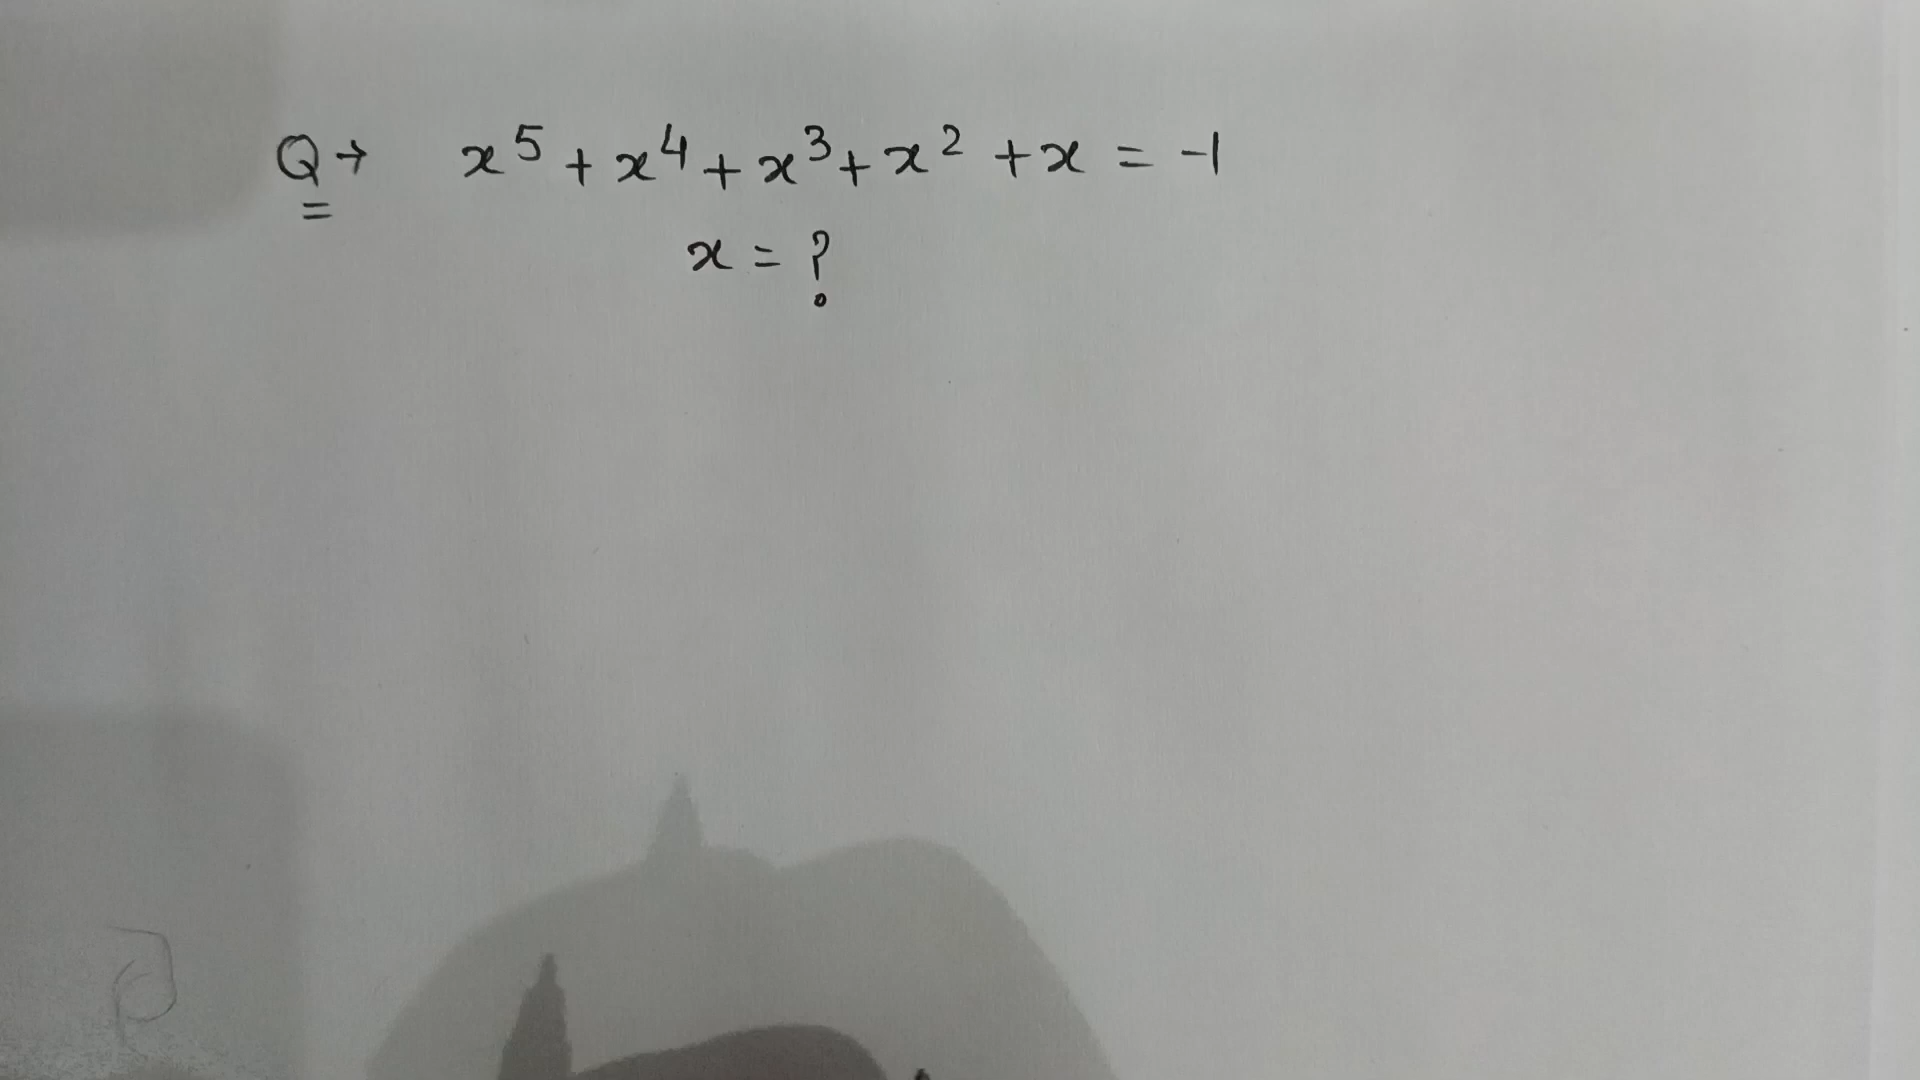 Q→ x⁵ + x⁴ + x³ + x² + x = -1
x = ?